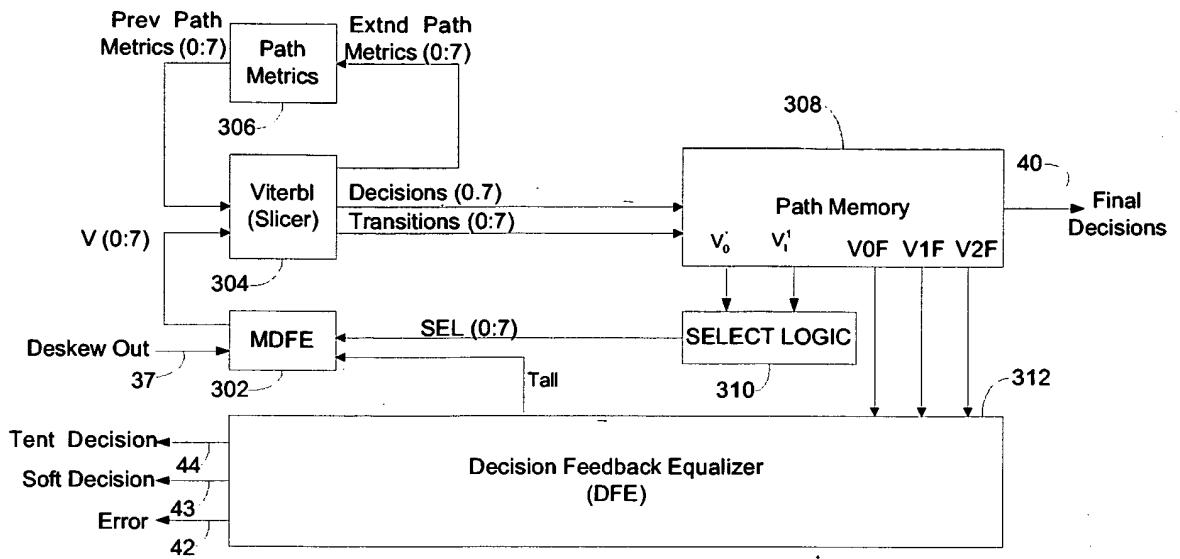 Prev Path
Metrics (0:7)
Path
Metrics
Extnd Path
Metrics (0:7)
306
308
40
Viterbl
(Slicer)
Decisions (0.7)
Transitions (0:7)
Path Memory
Final
Decisions
V (0:7)
V0F
V1F
V2F
304
MDFE
SEL (0:7)
SELECT LOGIC
Deskew Out
37
302
Tall
310
312
Tent Decision
44
Soft Decision
43
Error
42
Decision Feedback Equalizer
(DFE)